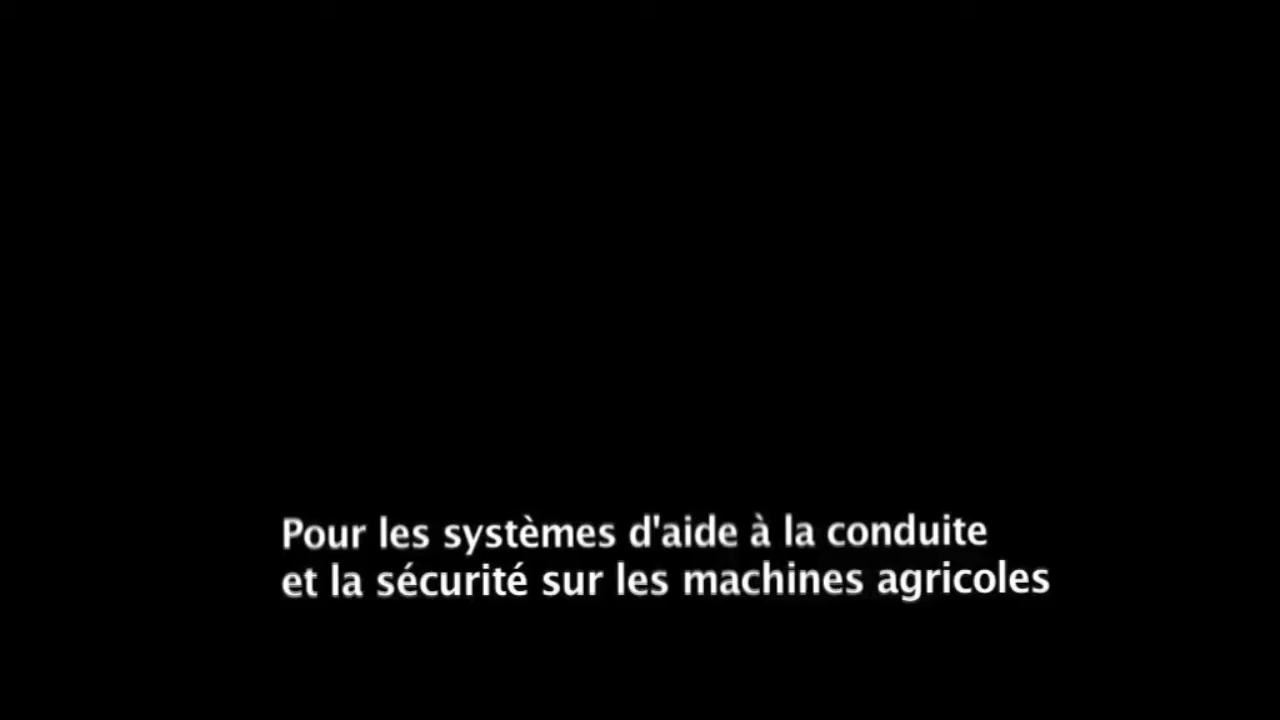 Pour les systèmes d'aide à la conduite
et la sécurité sur les machines agricoles